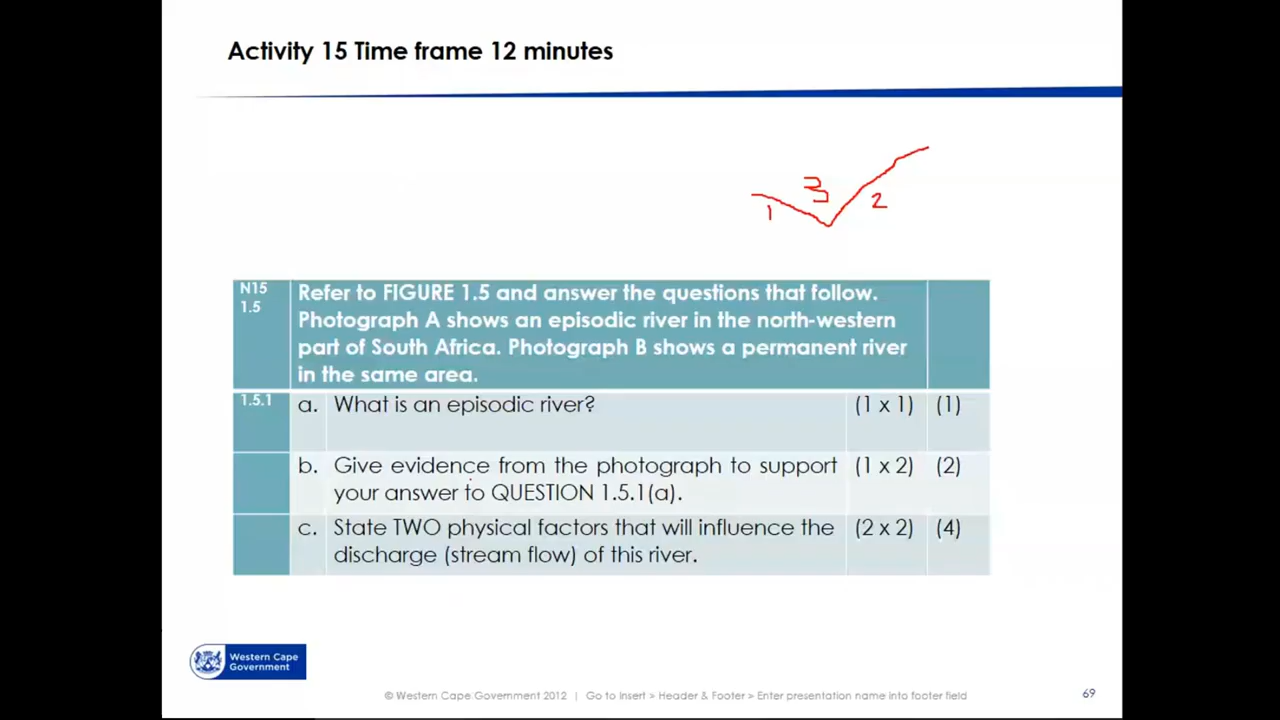 Activity 15 Time frame 12 minutes
3
1
2
N15
1.5
Refer to FIGURE 1.5 and answer the questions that follow.
Photograph A shows an episodic river in the north-western
part of South Africa. Photograph B shows a permanent river
in the same area.
1.5.1 a. What is an episodic river? (1 x 1) (1)
b. Give evidence from the photograph to support (1 x 2) (2)
your answer to QUESTION 1.5.1(a).
c. State TWO physical factors that will influence the (2 x 2) (4)
discharge (stream flow) of this river.
Western Cape
Government
© Western Cape Government 2012 | Go to Insert > Header & Footer > Enter presentation name into footer field
69